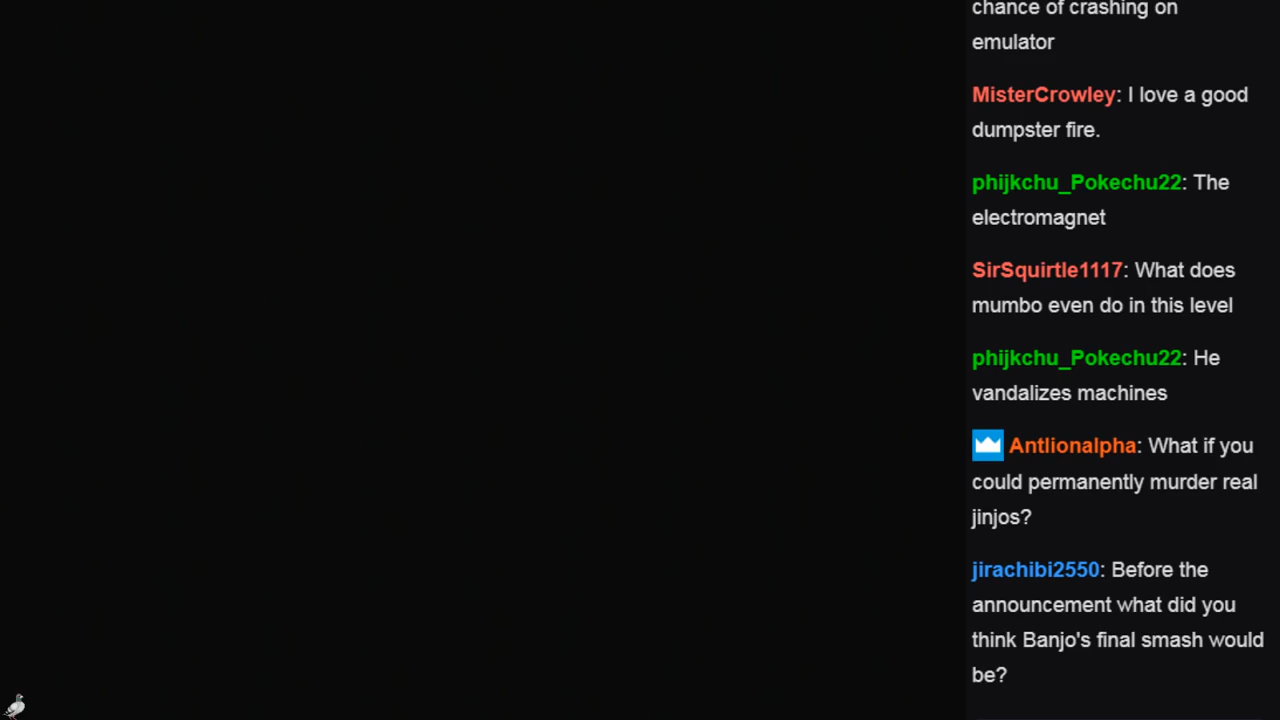 chance of crashing on
emulator
MisterCrowley: I love a good
dumpster fire.
phijkchu_Pokechu22: The
electromagnet
SirSquirtle1117: What does
mumbo even do in this level
phijkchu_Pokechu22: He
vandalizes machines
Antlionalpha: What if you
could permanently murder real
jinjos?
jirachibi2550: Before the
announcement what did you
think Banjo's final smash would
be?